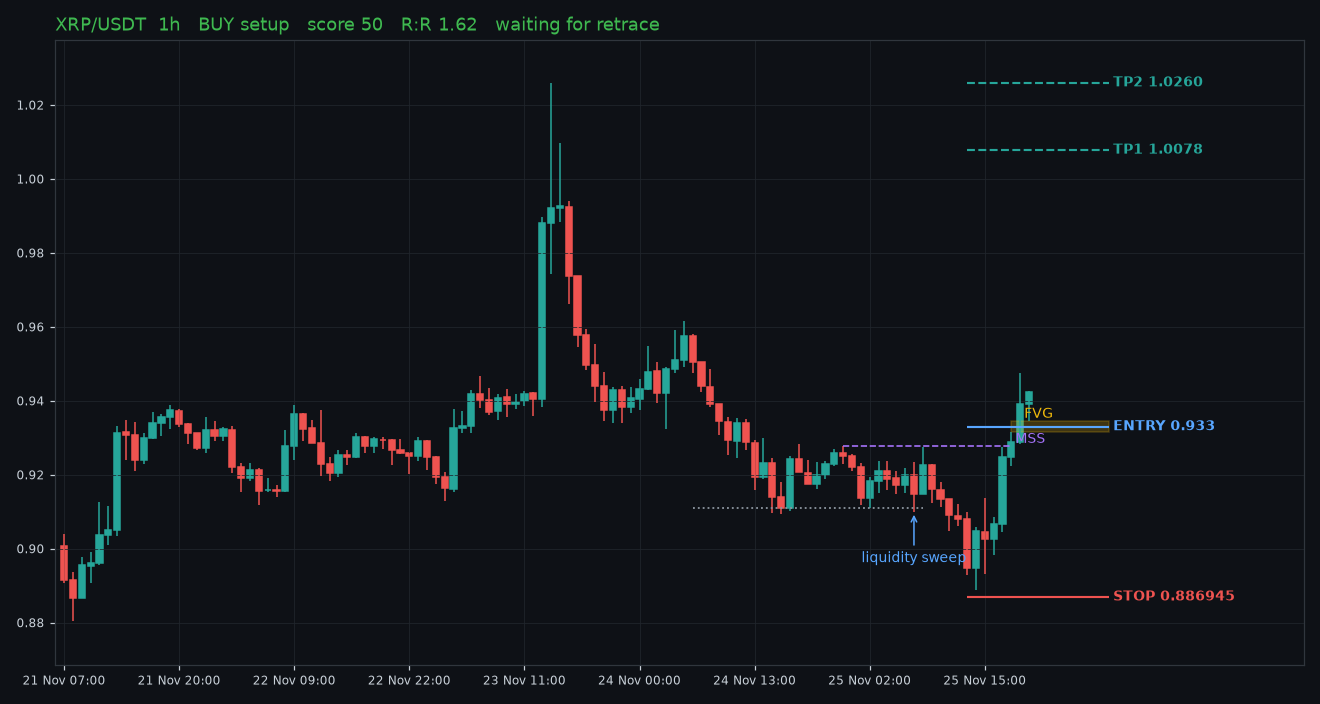 XRP/USDT 1h BUY setup score 50 R:R 1.62 waiting for retrace
TP2 1.0260
1.02
TP1 1.0078
1.00
0.98
0.96
0.94
FVG
ENTRY 0.933
MSS
0.92
0.90
liquidity sweep
STOP 0.886945
0.88
21 Nov 07:00
21 Nov 20:00
22 Nov 09:00
22 Nov 22:00
23 Nov 11:00
24 Nov 00:00
24 Nov 13:00
25 Nov 02:00
25 Nov 15:00